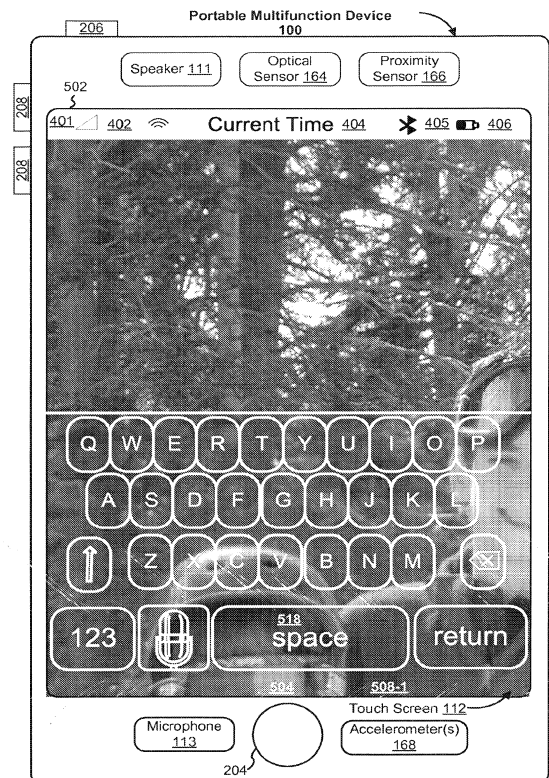 Portable Multifunction Device
100
206
Speaker 111
Optical
Sensor 164
Proximity
Sensor 166
502
208
208
401 402 Current Time 404 405 406
Q W E R T Y U I O P
A S D F G H J K L
Z X C V B N M
123
518
space
return
504 508-1
Touch Screen 112
Microphone
113
Accelerometer(s)
168
204